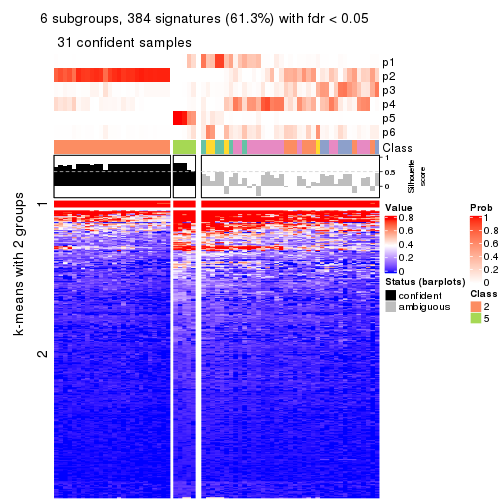 6 subgroups, 384 signatures (61.3%) with fdr < 0.05
31 confident samples
p1
p2
p3
p4
p5
p6
Class
1
0.5
0
Silhouette
score
k-means with 2 groups
1
2
Value
0.8
0.6
0.4
0.2
0
Prob
1
0.8
0.6
0.4
0.2
0
Status (barplots)
confident
ambiguous
Class
2
5